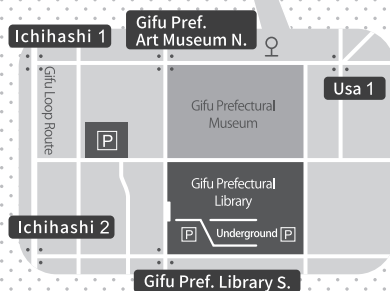 Gifu Pref.
Art Museum N.
Ichihashi 1
Usa 1
Gifu Loop Route
Gifu Prefectural
Museum
P
Gifu Prefectural
Library
P Underground P
Ichihashi 2
Gifu Pref. Library S.